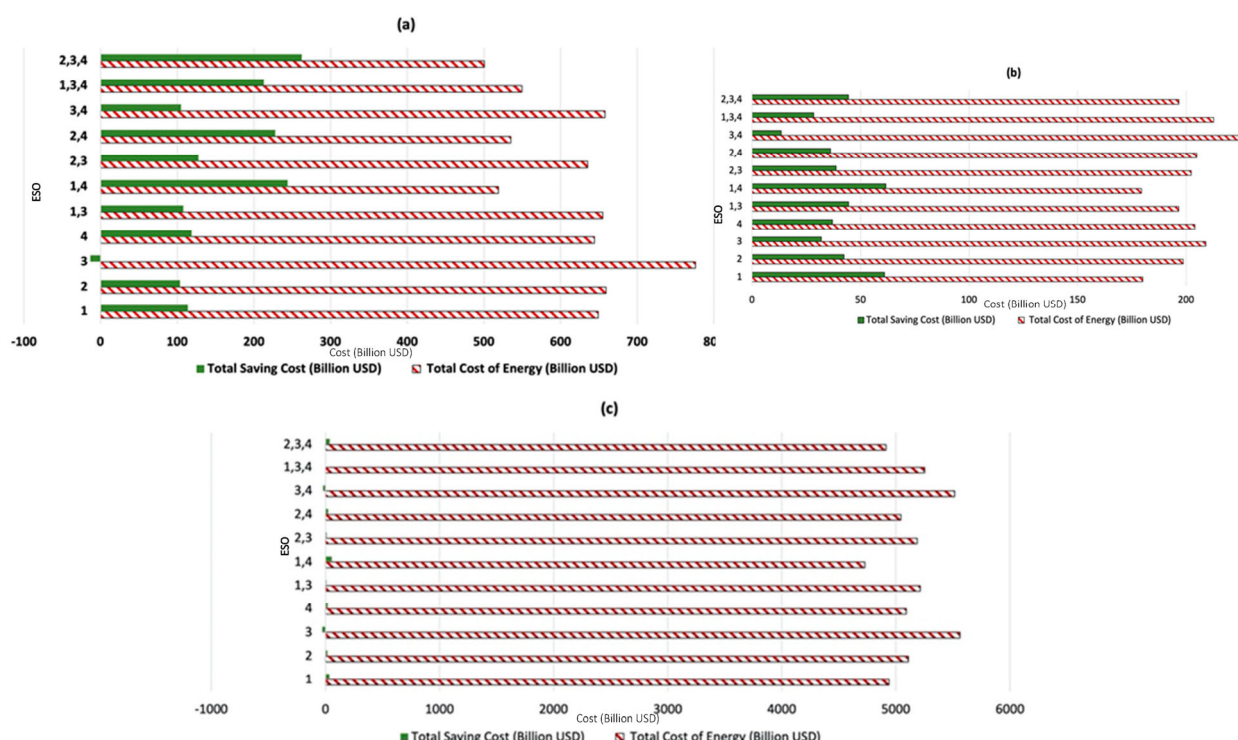 (a)
2,3,4
1,3,4
3,4
2,4
2,3
1,4
1,3
4
3
2
1
ESO
-100 0 100 200 300 400 500 600 700 80
Cost (Billion USD)
Total Saving Cost (Billion USD) Total Cost of Energy (Billion USD)
(b)
2,3,4
1,3,4
3,4
2,4
2,3
1,4
1,3
4
3
2
1
ESO
0 50 100 150 200
Cost (Billion USD)
Total Saving Cost (Billion USD) Total Cost of Energy (Billion USD)
(c)
2,3,4
1,3,4
3,4
2,4
2,3
1,4
1,3
4
3
2
1
ESO
-1000 0 1000 2000 3000 4000 5000 6000
Cost (Billion USD)
Total Saving Cost (Billion USD) Total Cost of Energy (Billion USD)